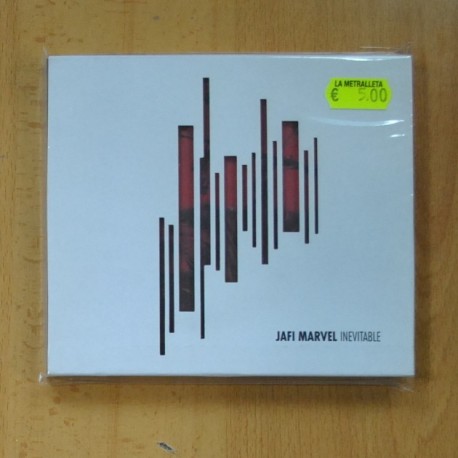 LA METRALLETA
€ 5.00
JAFI MARVEL INEVITABLE